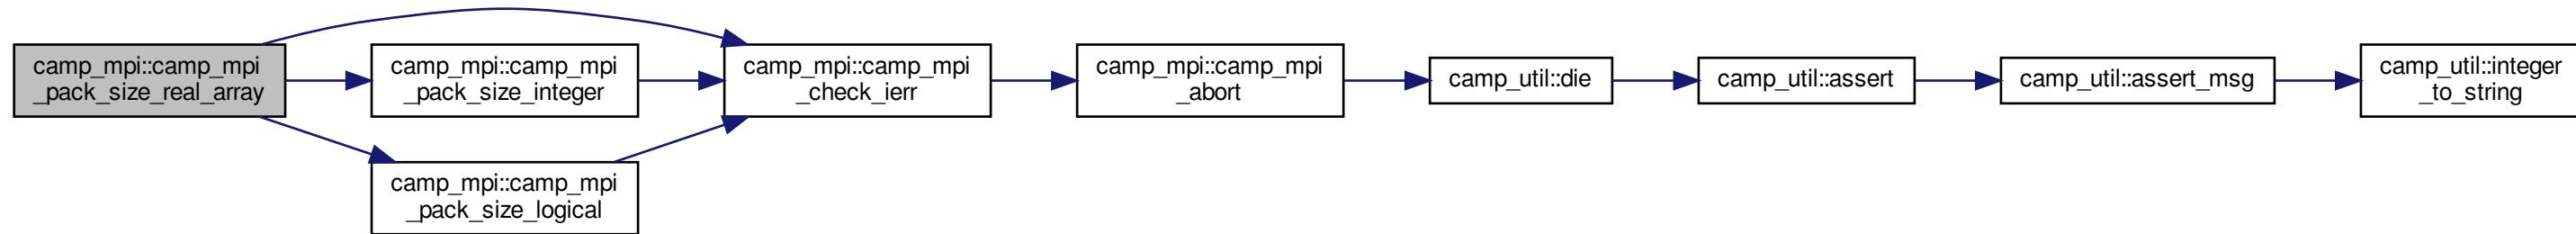 camp_mpi::camp_mpi
_pack_size_real_array
camp_mpi::camp_mpi
_pack_size_integer
camp_mpi::camp_mpi
_pack_size_logical
camp_mpi::camp_mpi
_check_ierr
camp_mpi::camp_mpi
_abort
camp_util::die
camp_util::assert
camp_util::assert_msg
camp_util::integer
_to_string